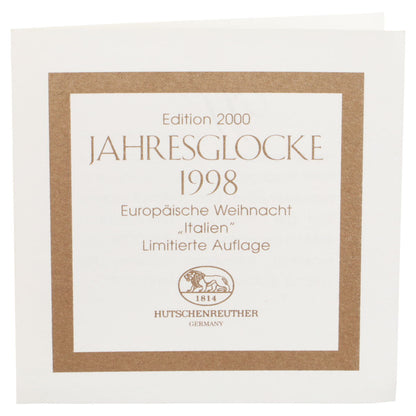 Edition 2000
JAHRESGLOCKE
1998
Europäische Weihnacht
„Italien"
Limitierte Auflage
1814
HUTSCHENREUTHER
GERMANY